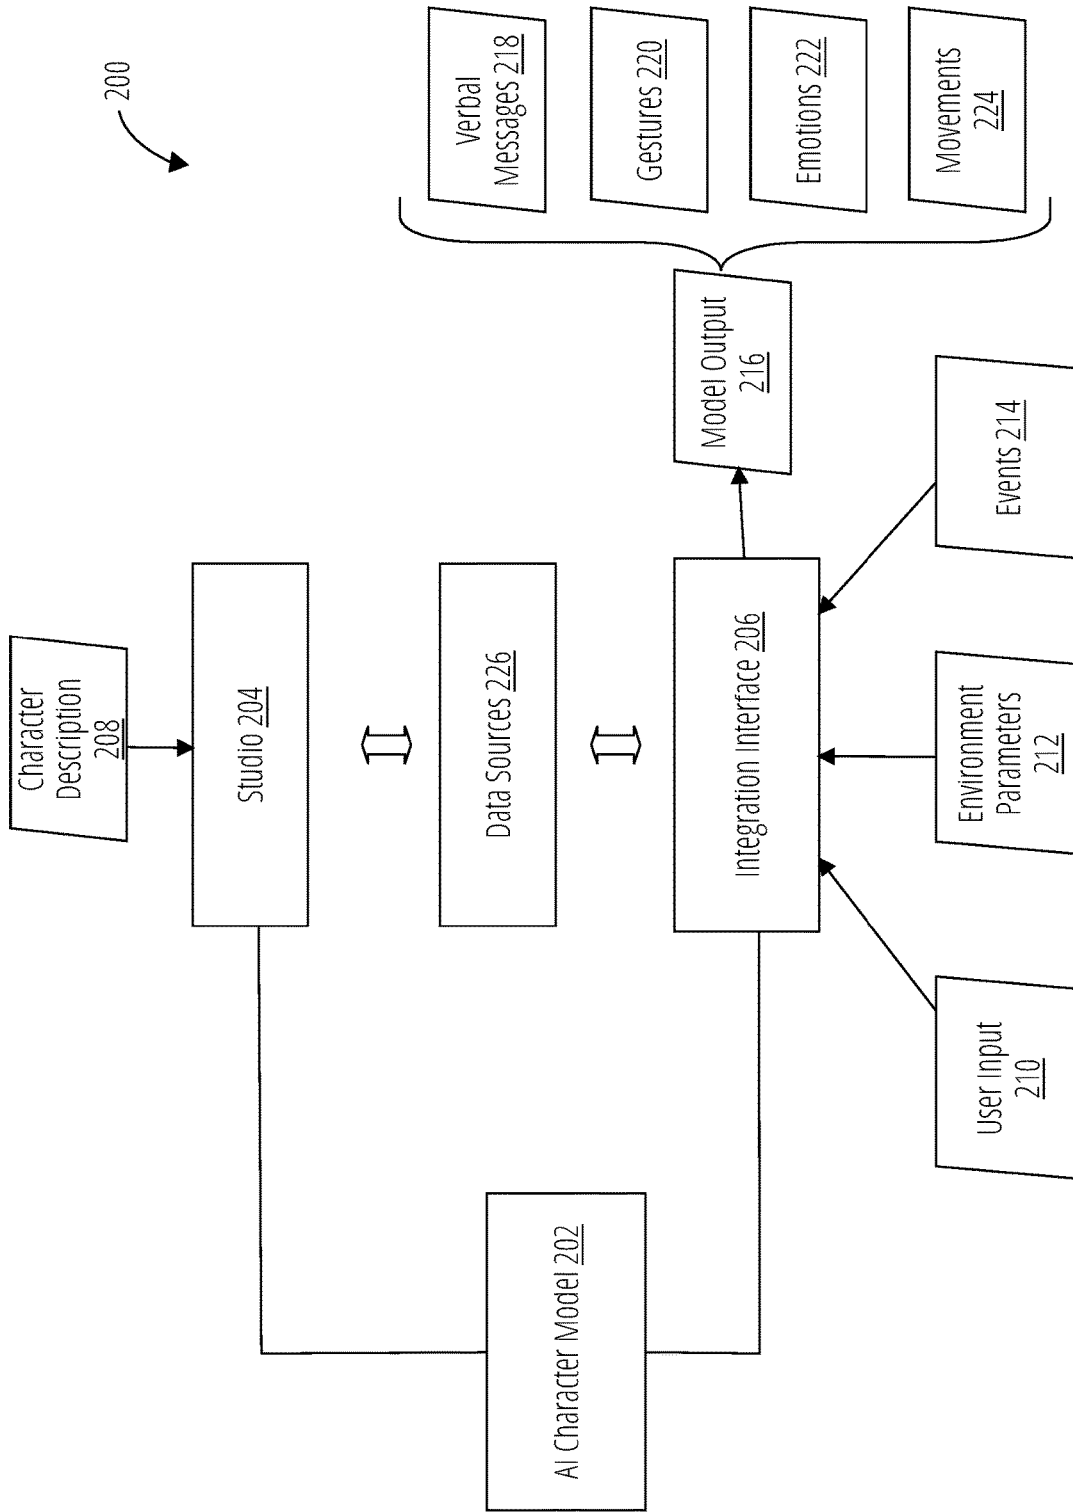 200
Character
Description
208
Studio 204
Data Sources 226
AI Character Model 202
Integration Interface 206
User Input
210
Environment
Parameters
212
Events 214
Model Output
216
Verbal
Messages 218
Gestures 220
Emotions 222
Movements
224